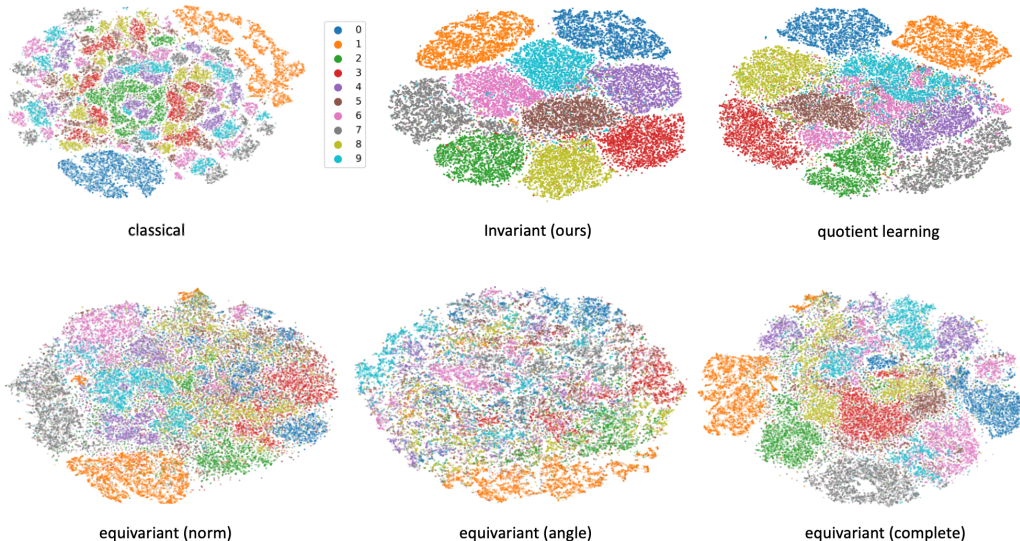 0
1
2
3
4
5
6
7
8
9
classical
Invariant (ours)
quotient learning
equivariant (norm)
equivariant (angle)
equivariant (complete)